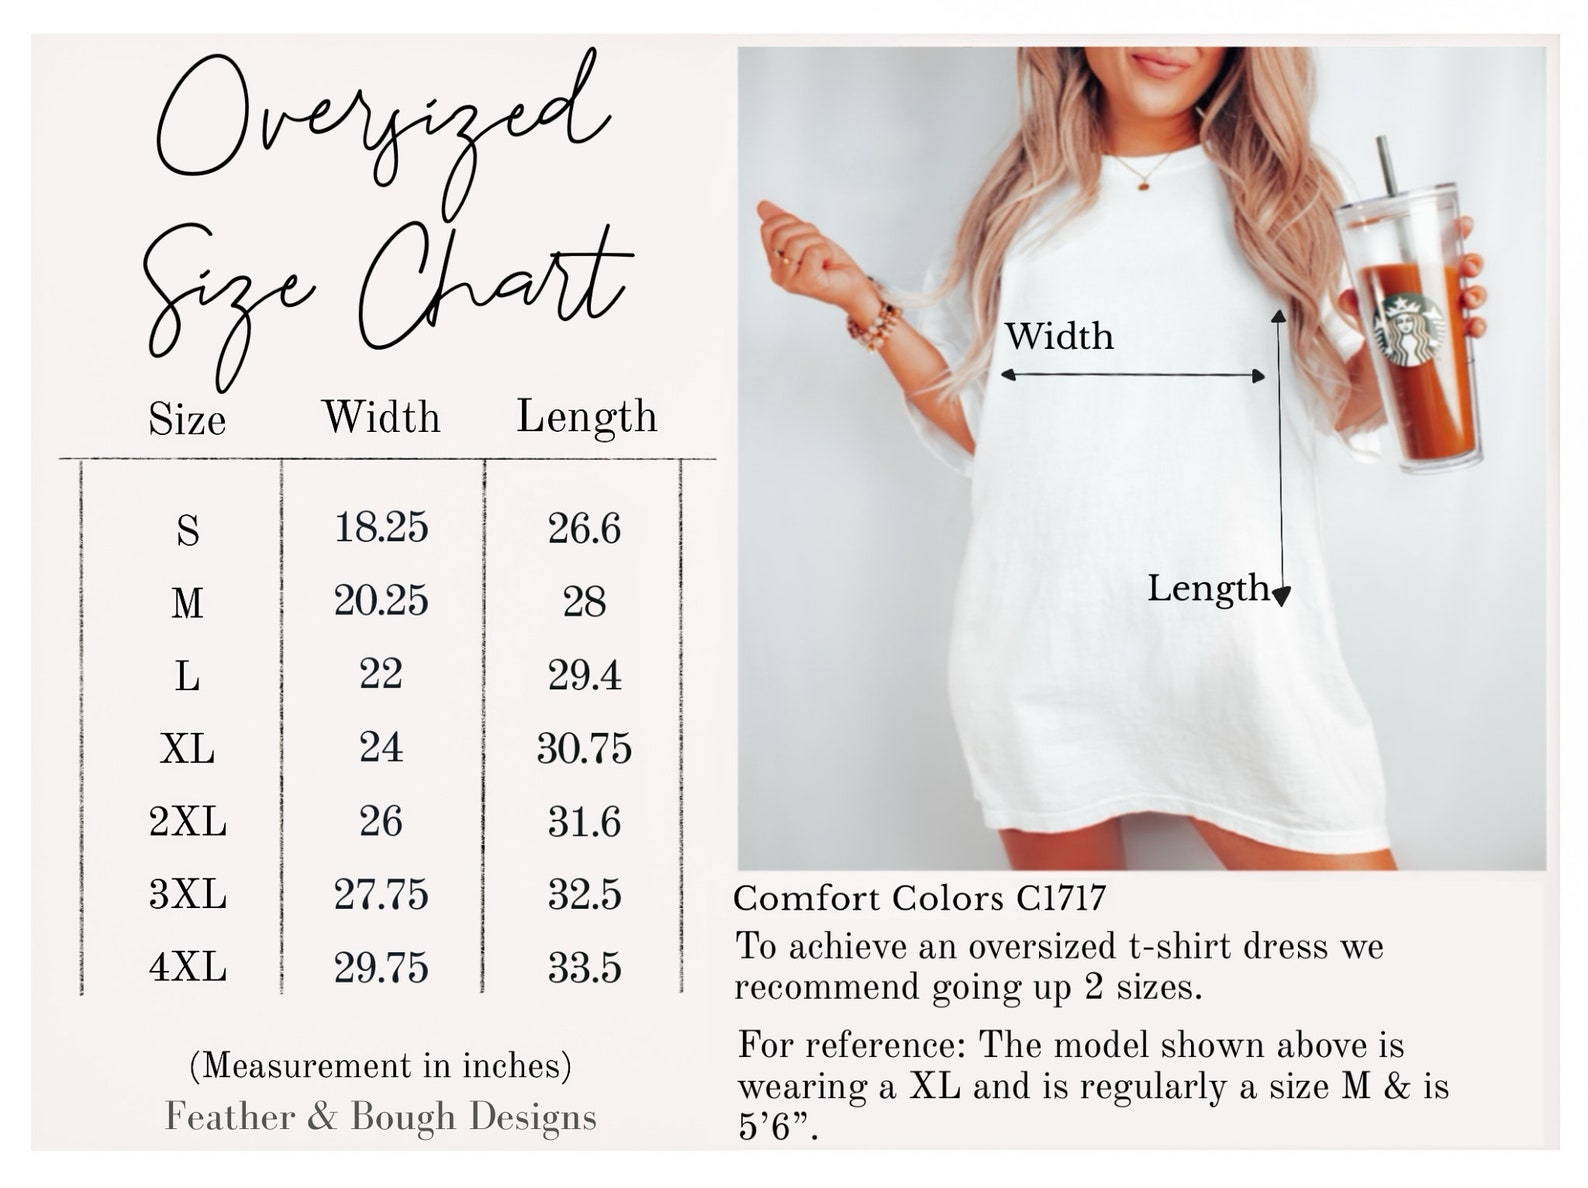 Oversized
Size Chart
Size Width Length
S 18.25 26.6
M 20.25 28
L 22 29.4
XL 24 30.75
2XL 26 31.6
3XL 27.75 32.5
4XL 29.75 33.5
(Measurement in inches)
Feather & Bough Designs
Width
Length
Comfort Colors C1717
To achieve an oversized t-shirt dress we
recommend going up 2 sizes.
For reference: The model shown above is
wearing a XL and is regularly a size M & is
5’6”.